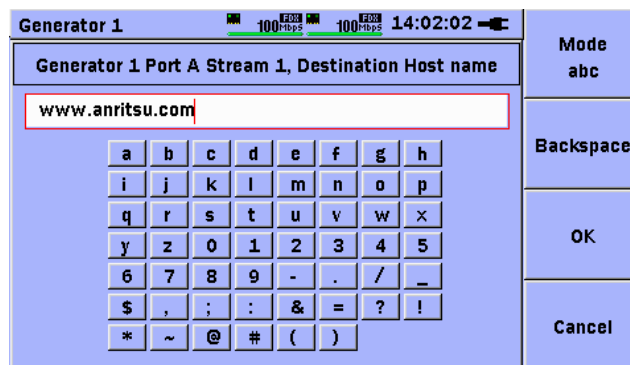 Generator 1
100 FDX Mbps
100 FDX Mbps
14:02:02
Generator 1 Port A Stream 1, Destination Host name
www.anritsu.com
a b c d e f g h
i j k l m n o p
q r s t u v w x
y z 0 1 2 3 4 5
6 7 8 9 - . / _
$ , ; : & = ? !
* ~ @ # ( )
Mode
abc
Backspace
OK
Cancel